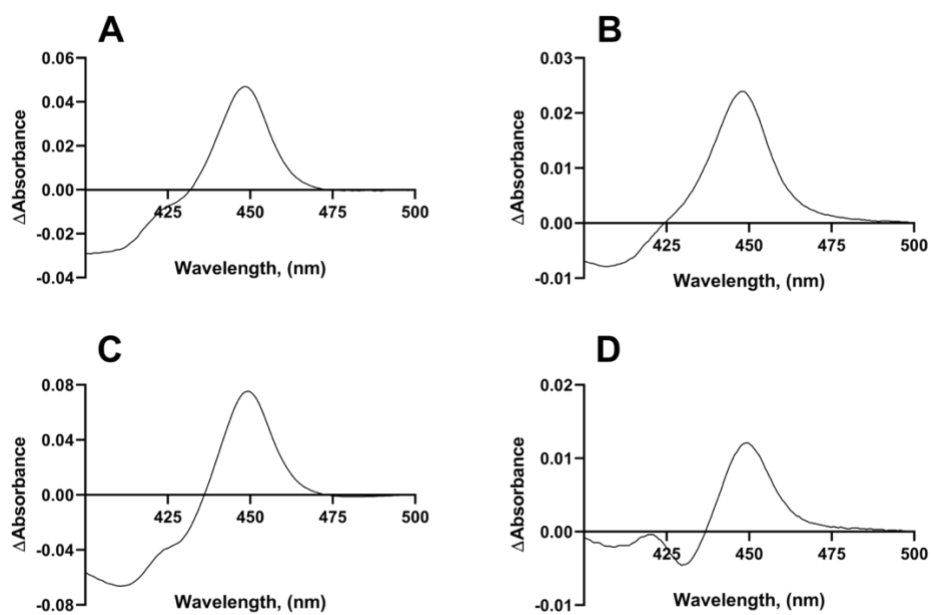 A
0.06
0.04
0.02
0.00
-0.02
-0.04
ΔAbsorbance
425 450 475 500
Wavelength, (nm)
B
0.03
0.02
0.01
0.00
-0.01
ΔAbsorbance
425 450 475 500
Wavelength, (nm)
C
0.08
0.04
0.00
-0.04
-0.08
ΔAbsorbance
425 450 475 500
Wavelength, (nm)
D
0.02
0.01
0.00
-0.01
ΔAbsorbance
425 450 475 500
Wavelength, (nm)